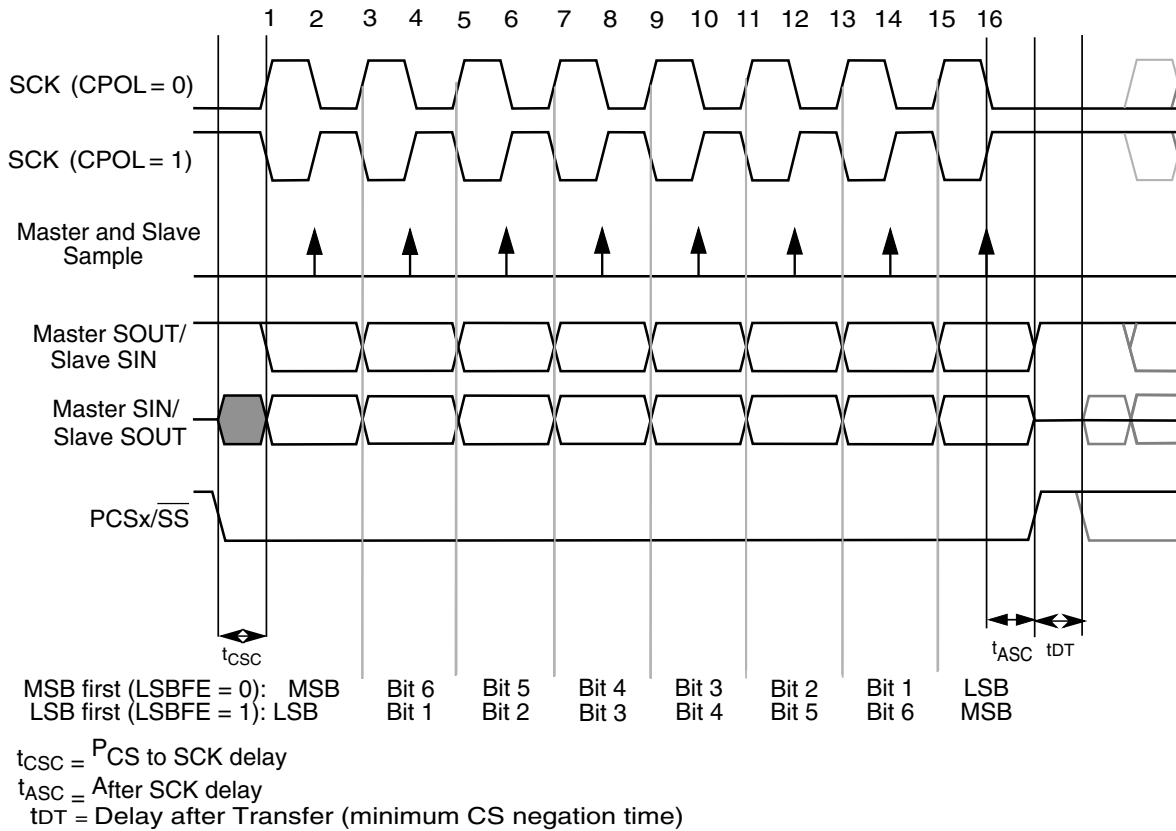 1 2 3 4 5 6 7 8 9 10 11 12 13 14 15 16
SCK (CPOL = 0)
SCK (CPOL = 1)
Master and Slave
Sample
Master SOUT/
Slave SIN
Master SIN/
Slave SOUT
PCSx/SS
tCSC
tASC
tDT
MSB first (LSBFE = 0): MSB Bit 6 Bit 5 Bit 4 Bit 3 Bit 2 Bit 1 LSB
LSB first (LSBFE = 1): LSB Bit 1 Bit 2 Bit 3 Bit 4 Bit 5 Bit 6 MSB
tCSC = PCS to SCK delay
tASC = After SCK delay
tDT = Delay after Transfer (minimum CS negation time)